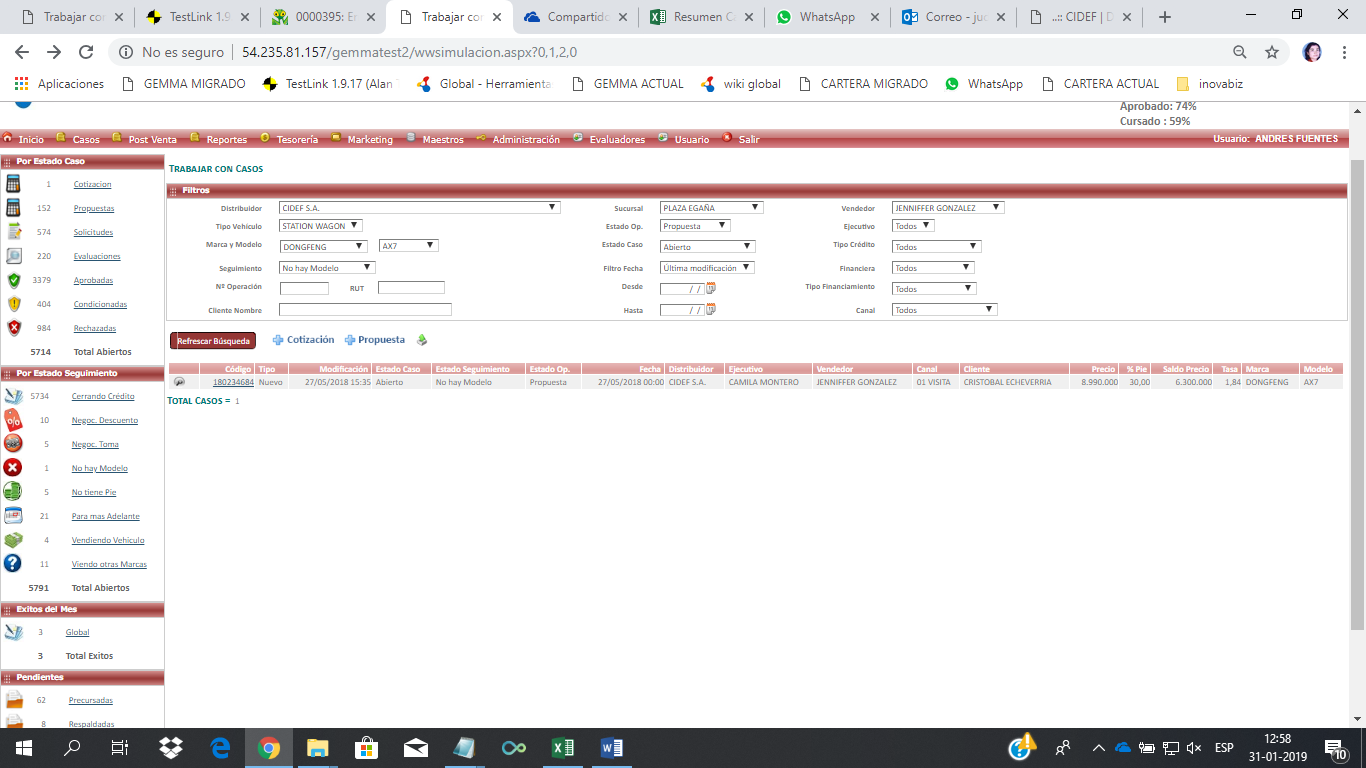 Trabajar con
TestLink 1.9
0000395: Er
Trabajar con
Compartido
Resumen C
WhatsApp
Correo - juc
..:: CIDEF | D
No es seguro | 54.235.81.157/gemmatest2/wwsimulacion.aspx?0,1,2,0
Aplicaciones GEMMA MIGRADO TestLink 1.9.17 (Alan Global - Herramienta: GEMMA ACTUAL wiki global CARTERA MIGRADO WhatsApp CARTERA ACTUAL inovabiz
Aprobado: 74%
Cursado : 59%
Inicio Casos Post Venta Reportes Tesorería Marketing Maestros Administración Evaluadores Usuario Salir Usuario: ANDRES FUENTES
Por Estado Caso
1 Cotizacion
152 Propuestas
574 Solicitudes
220 Evaluaciones
3379 Aprobadas
404 Condicionadas
984 Rechazadas
5714 Total Abiertos
Por Estado Seguimiento
5734 Cerrando Crédito
10 Negoc. Descuento
5 Negoc. Toma
1 No hay Modelo
5 No tiene Pie
21 Para mas Adelante
4 Vendiendo Vehiculo
11 Viendo otras Marcas
5791 Total Abiertos
Exitos del Mes
3 Global
3 Total Exitos
Pendientes
62 Precursadas
8 Respaldadas
TRABAJAR CON CASOS
Filtros
Distribuidor CIDEF S.A. Sucursal PLAZA EGAÑA Vendedor JENNIFFER GONZALEZ
Tipo Vehículo STATION WAGON Estado Op. Propuesta Ejecutivo Todos
Marca y Modelo DONGFENG AX7 Estado Caso Abierto Tipo Crédito Todos
Seguimiento No hay Modelo Filtro Fecha Última modificación Financiera Todos
Nº Operación RUT Desde / / Tipo Financiamiento Todos
Cliente Nombre Hasta / / Canal Todos
Refrescar Búsqueda Cotización Propuesta
Código Tipo Modificación Estado Caso Estado Seguimiento Estado Op. Fecha Distribuidor Ejecutivo Vendedor Canal Cliente Precio % Pie Saldo Precio Tasa Marca Modelo
180234684 Nuevo 27/05/2018 15:35 Abierto No hay Modelo Propuesta 27/05/2018 00:00 CIDEF S.A. CAMILA MONTERO JENNIFFER GONZALEZ 01 VISITA CRISTOBAL ECHEVERRIA 8.990.000 30,00 6.300.000 1,84 DONGFENG AX7
TOTAL CASOS = 1
ESP
12:58
31-01-2019
10